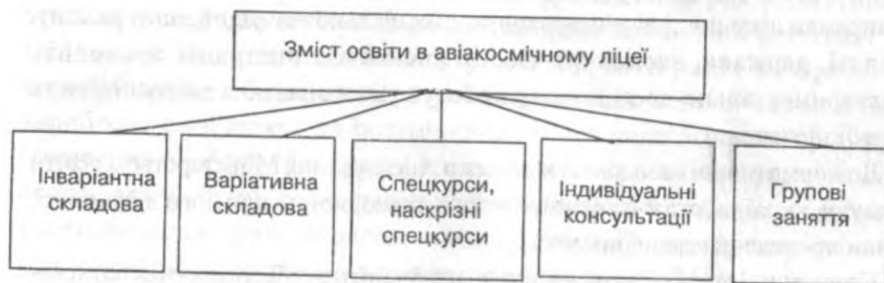 Зміст освіти в авіакосмічному ліцеї
Інваріантна
складова
Варіативна
складова
Спецкурси,
наскрізні
спецкурси
Індивідуальні
консультації
Групові
заняття